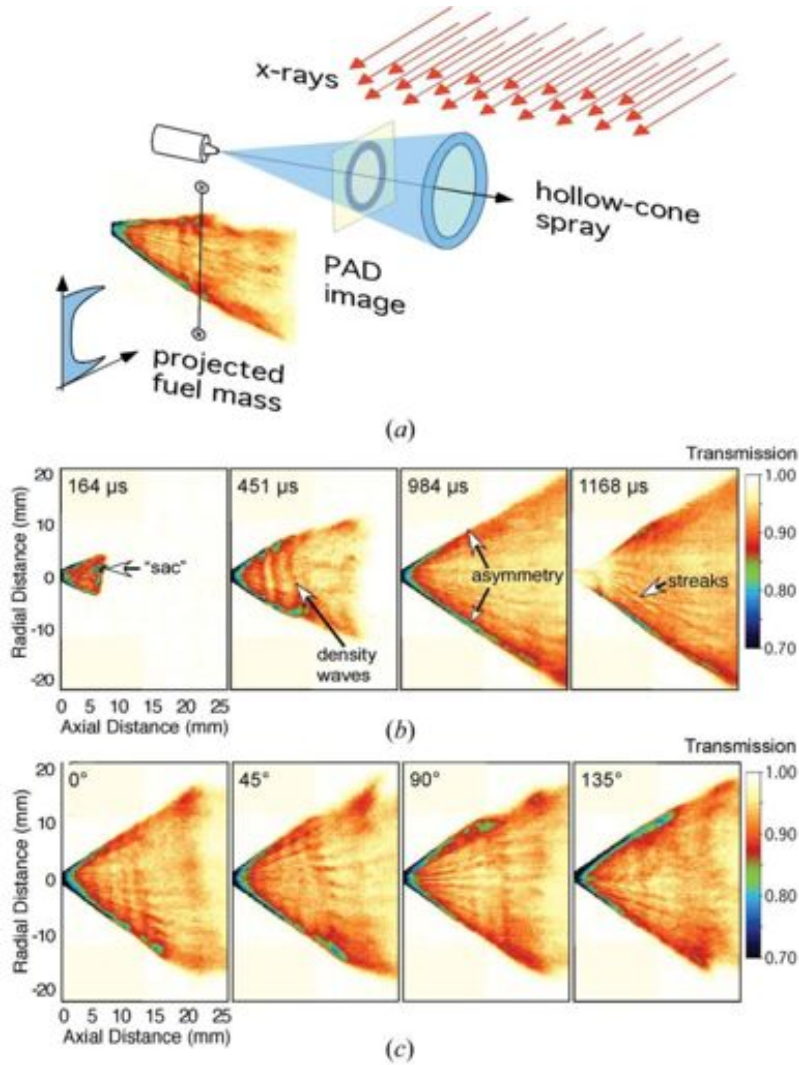 x-rays
hollow-cone
spray
PAD
image
projected
fuel mass
(a)
Transmission
164 µs
451 µs
984 µs
1168 µs
"sac"
density
waves
asymmetry
streaks
Radial Distance (mm)
20
10
0
-10
-20
0 5 10 15 20 25
Axial Distance (mm)
1.00
0.90
0.80
0.70
(b)
Transmission
0°
45°
90°
135°
Radial Distance (mm)
20
10
0
-10
-20
0 5 10 15 20 25
Axial Distance (mm)
1.00
0.90
0.80
0.70
(c)